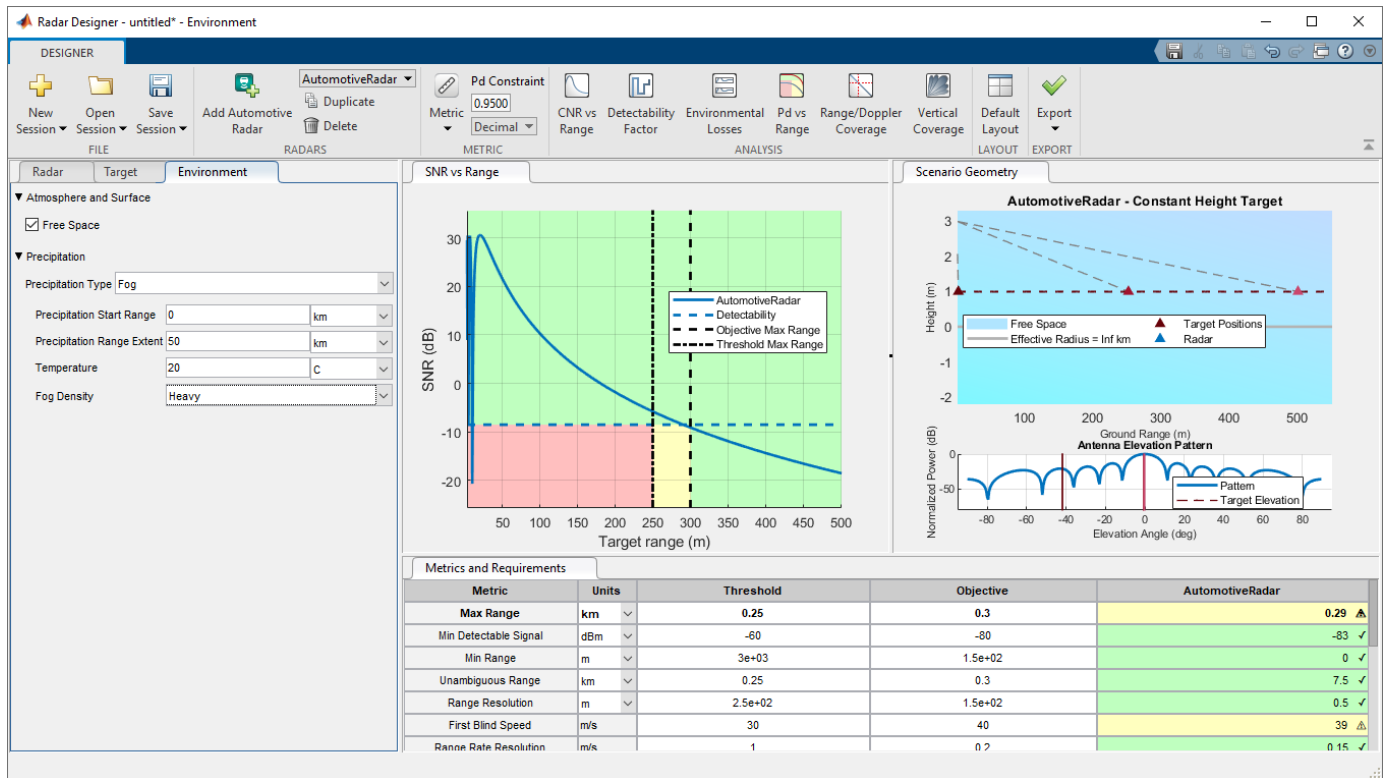 Radar Designer - untitled* - Environment
DESIGNER
New Session
Open Session
Save Session
FILE
Add Automotive Radar
AutomotiveRadar
Duplicate
Delete
RADARS
Metric
Pd Constraint
0.9500
Decimal
METRIC
CNR vs Range
Detectability Factor
Environmental Losses
Pd vs Range
Range/Doppler Coverage
Vertical Coverage
ANALYSIS
Default Layout
LAYOUT
Export
EXPORT
Radar Target Environment
Atmosphere and Surface
Free Space
Precipitation
Precipitation Type Fog
Precipitation Start Range 0 km
Precipitation Range Extent 50 km
Temperature 20 C
Fog Density Heavy
SNR vs Range
SNR (dB)
30
20
10
0
-10
-20
AutomotiveRadar
Detectability
Objective Max Range
Threshold Max Range
50 100 150 200 250 300 350 400 450 500
Target range (m)
Scenario Geometry
AutomotiveRadar - Constant Height Target
Height (m)
3
2
1
0
-1
-2
Free Space Target Positions
Effective Radius = Inf km Radar
100 200 300 400 500
Ground Range (m)
Antenna Elevation Pattern
Normalized Power (dB)
0
-50
Pattern
Target Elevation
-80 -60 -40 -20 0 20 40 60 80
Elevation Angle (deg)
Metrics and Requirements
Metric Units Threshold Objective AutomotiveRadar
Max Range km 0.25 0.3 0.29
Min Detectable Signal dBm -60 -80 -83
Min Range m 3e+03 1.5e+02 0
Unambiguous Range km 0.25 0.3 7.5
Range Resolution m 2.5e+02 1.5e+02 0.5
First Blind Speed m/s 30 40 39
Range Rate Resolution m/s 1 0.2 0.15